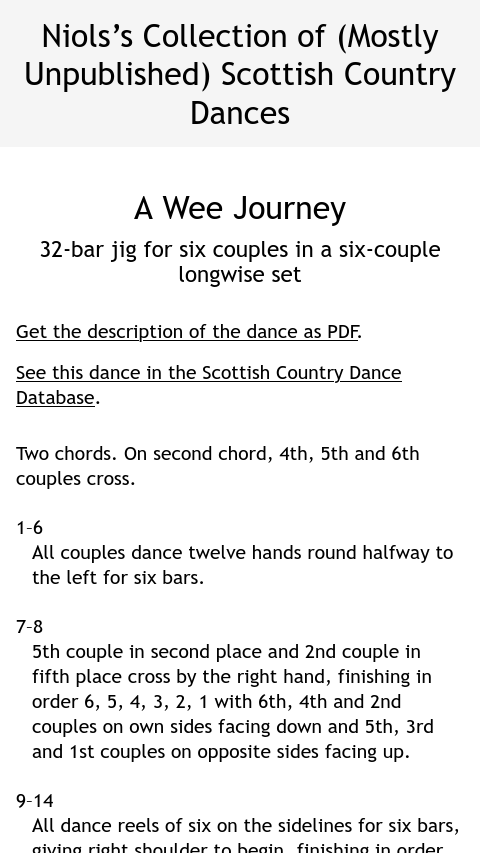 Niols’s Collection of (Mostly
Unpublished) Scottish Country
Dances
A Wee Journey
32-bar jig for six couples in a six-couple
longwise set
Get the description of the dance as PDF.
See this dance in the Scottish Country Dance
Database.
Two chords. On second chord, 4th, 5th and 6th
couples cross.
1–6
All couples dance twelve hands round halfway to
the left for six bars.
7–8
5th couple in second place and 2nd couple in
fifth place cross by the right hand, finishing in
order 6, 5, 4, 3, 2, 1 with 6th, 4th and 2nd
couples on own sides facing down and 5th, 3rd
and 1st couples on opposite sides facing up.
9–14
All dance reels of six on the sidelines for six bars,
giving right shoulder to begin, finishing in order